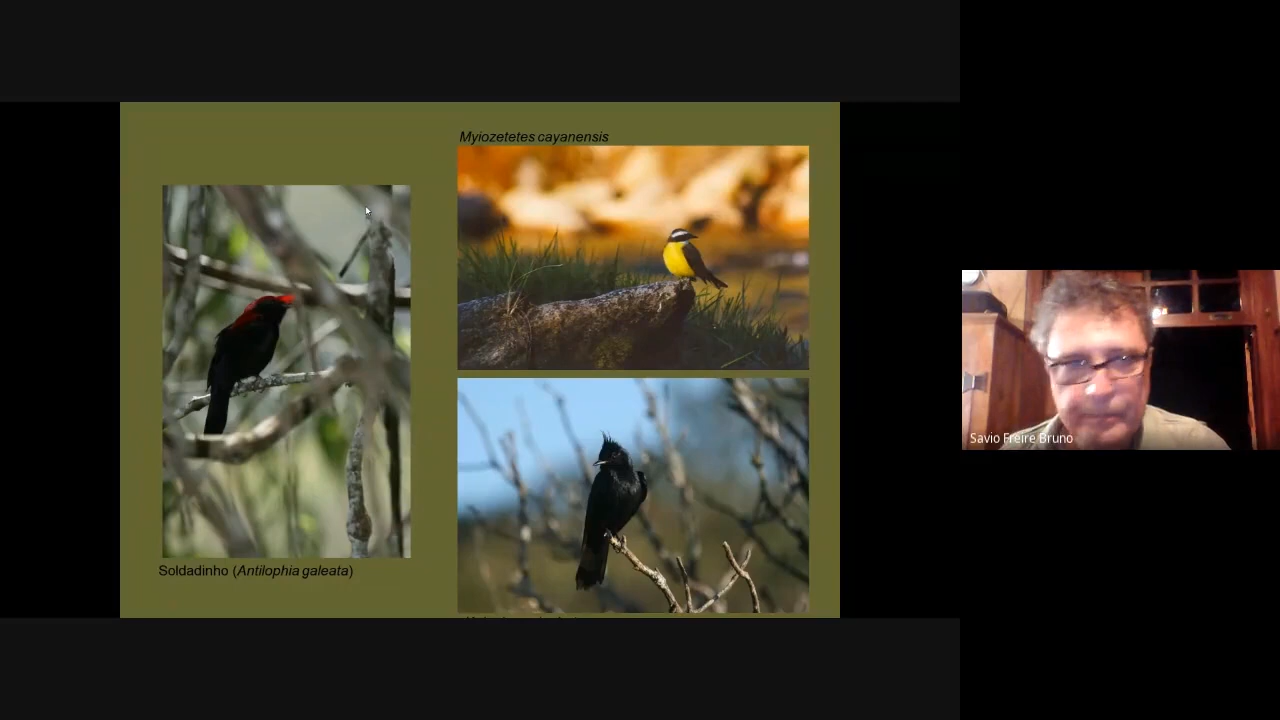 Myiozetetes cayanensis
Soldadinho (Antilophia galeata)
Savio Freire Bruno